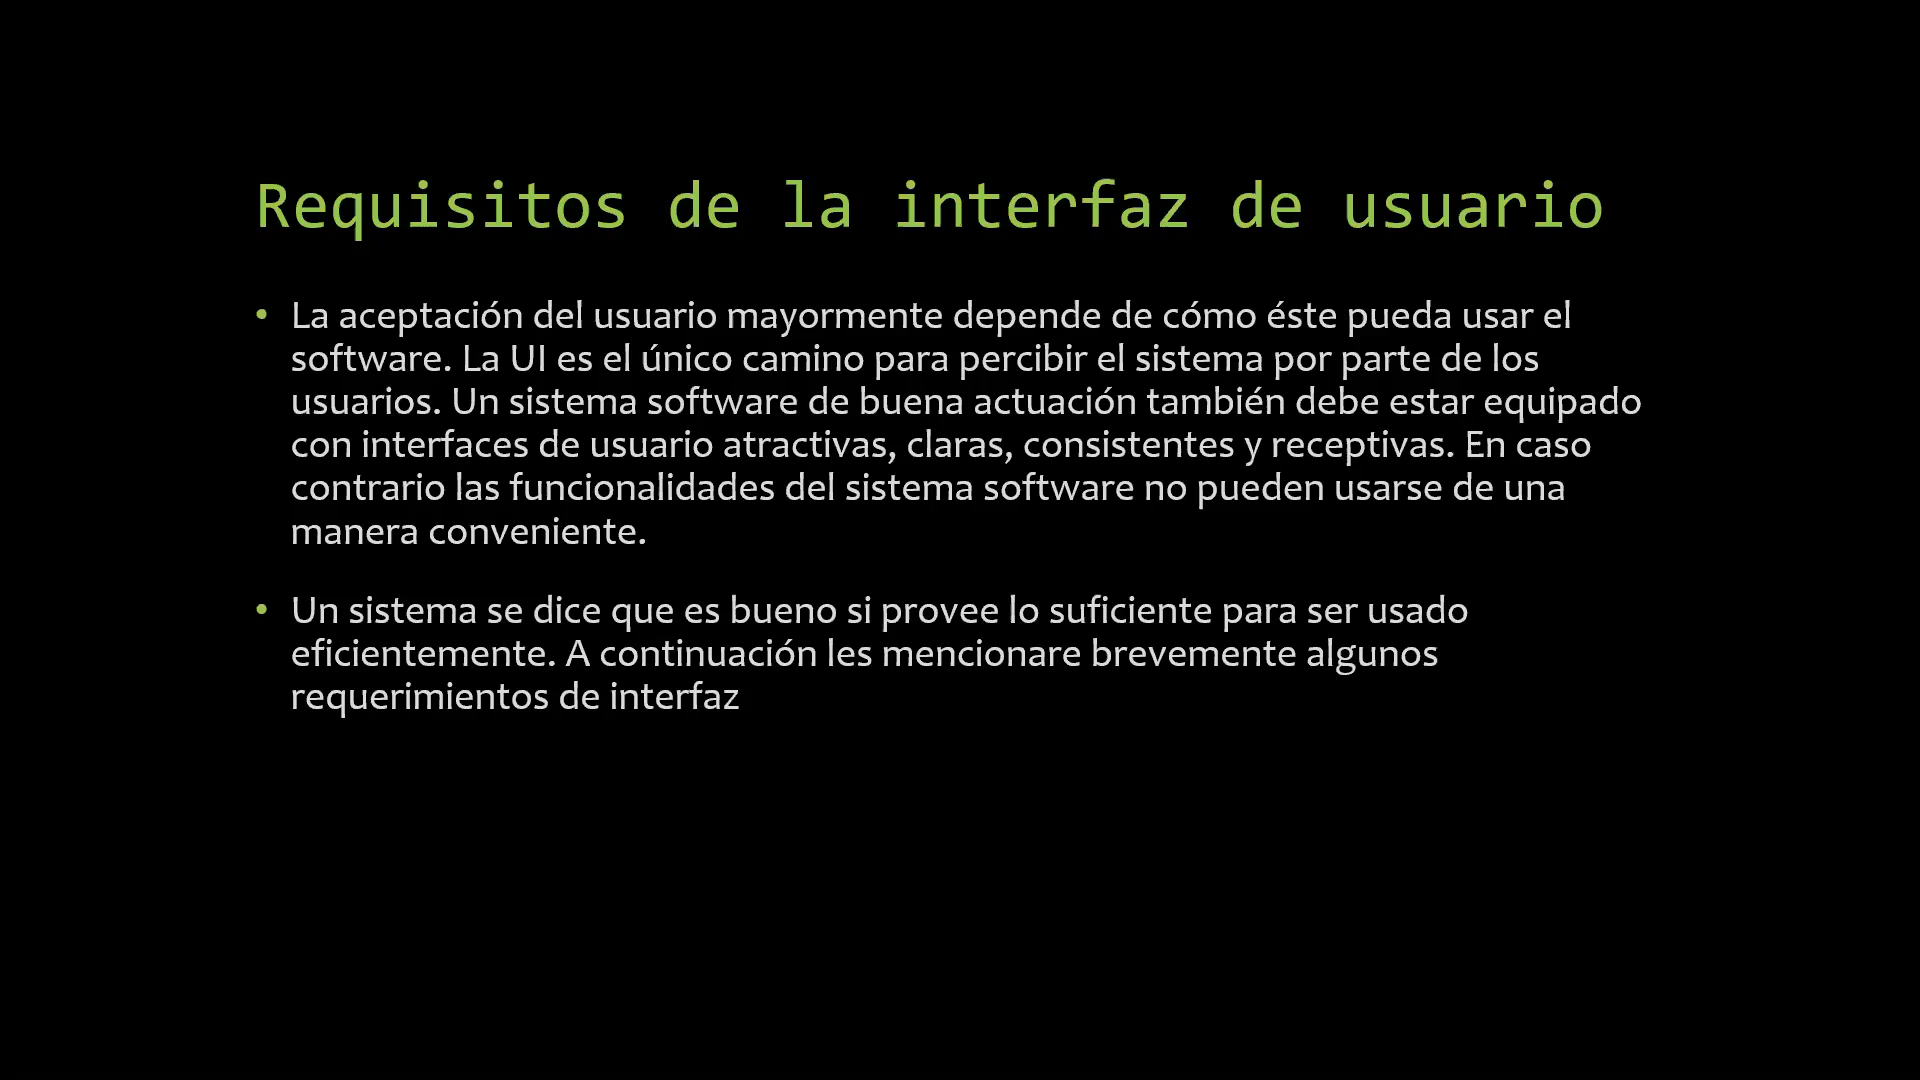 Requisitos de la interfaz de usuario
• La aceptación del usuario mayormente depende de cómo éste pueda usar el
software. La UI es el único camino para percibir el sistema por parte de los
usuarios. Un sistema software de buena actuación también debe estar equipado
con interfaces de usuario atractivas, claras, consistentes y receptivas. En caso
contrario las funcionalidades del sistema software no pueden usarse de una
manera conveniente.
• Un sistema se dice que es bueno si provee lo suficiente para ser usado
eficientemente. A continuación les mencionare brevemente algunos
requerimientos de interfaz